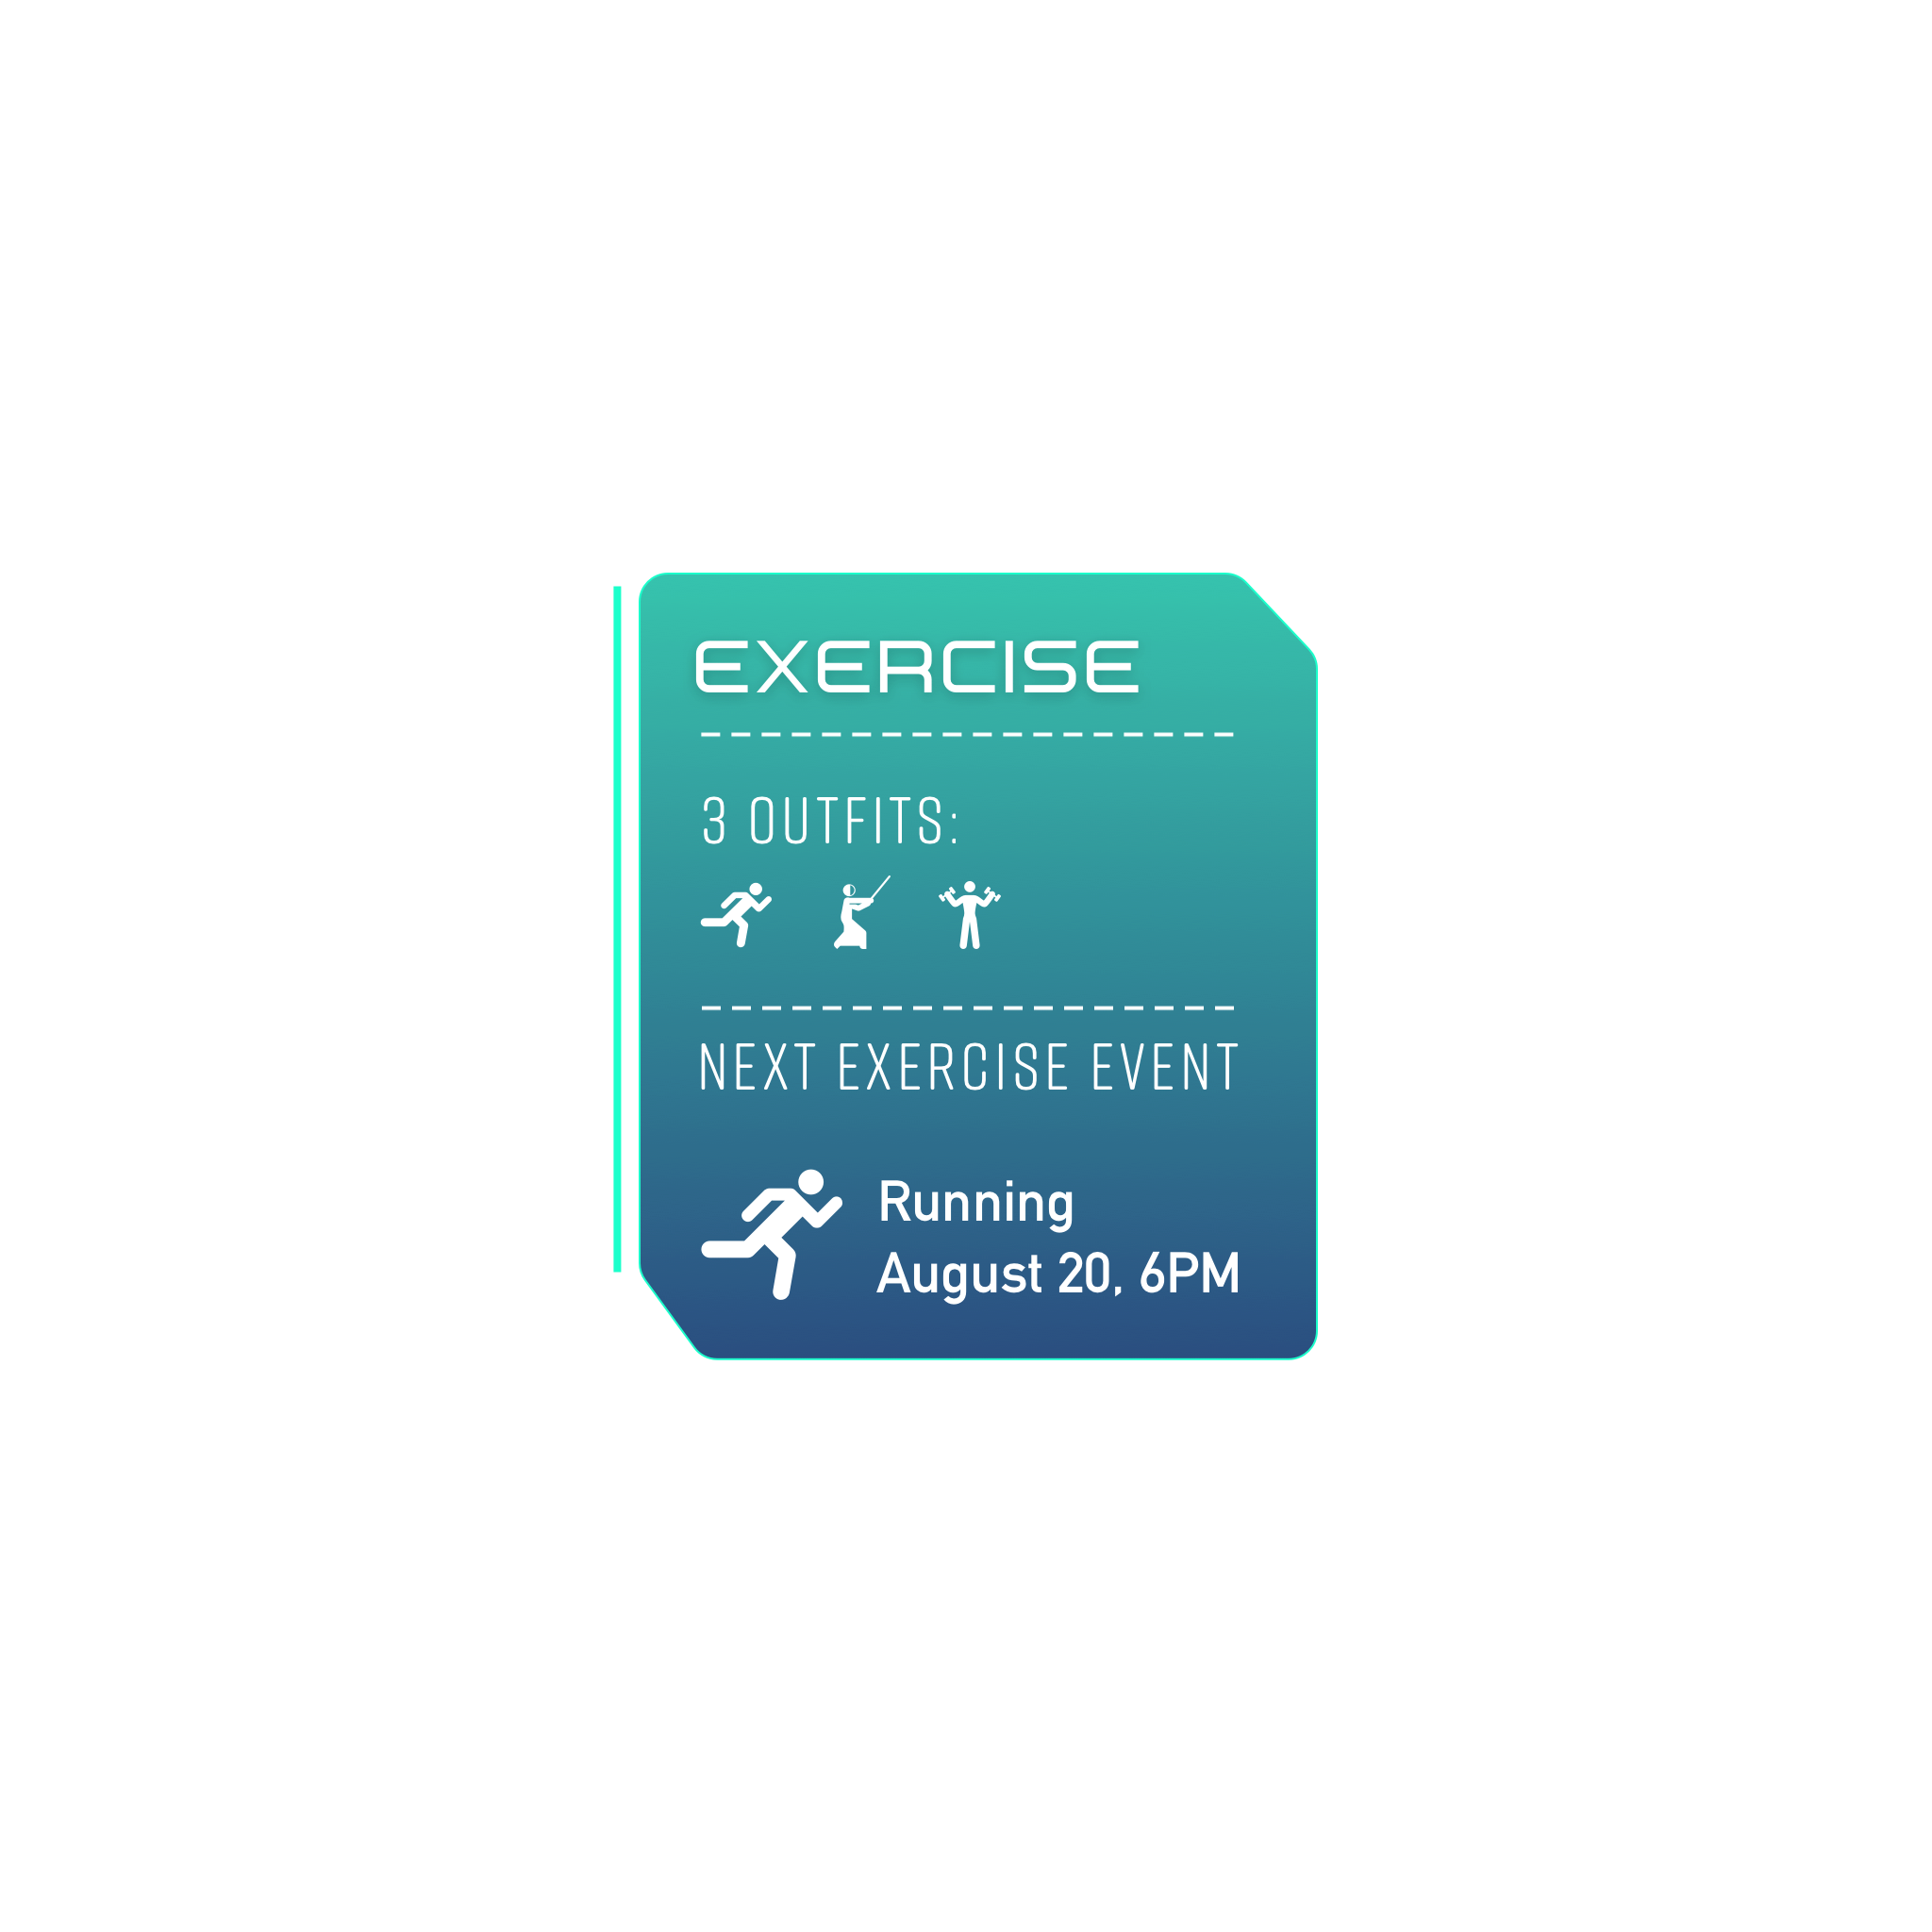 EXERCISE
3 OUTFITS:
NEXT EXERCISE EVENT
Running
August 20, 6PM